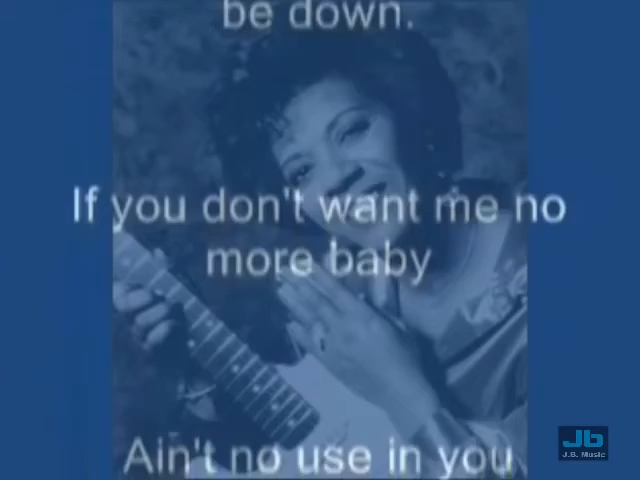 be down.
If you don't want me no
more baby
Ain't no use in you
Jb
J.B. Music